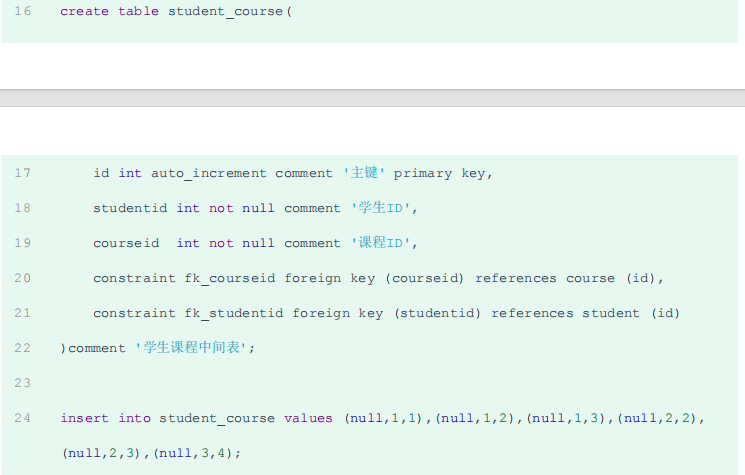 16 create table student_course(
17 id int auto_increment comment '主键' primary key,
18 studentid int not null comment '学生ID',
19 courseid  int not null comment '课程ID',
20 constraint fk_courseid foreign key (courseid) references course (id),
21 constraint fk_studentid foreign key (studentid) references student (id)
22 )comment '学生课程中间表';
23
24 insert into student_course values (null,1,1),(null,1,2),(null,1,3),(null,2,2),
(null,2,3),(null,3,4);